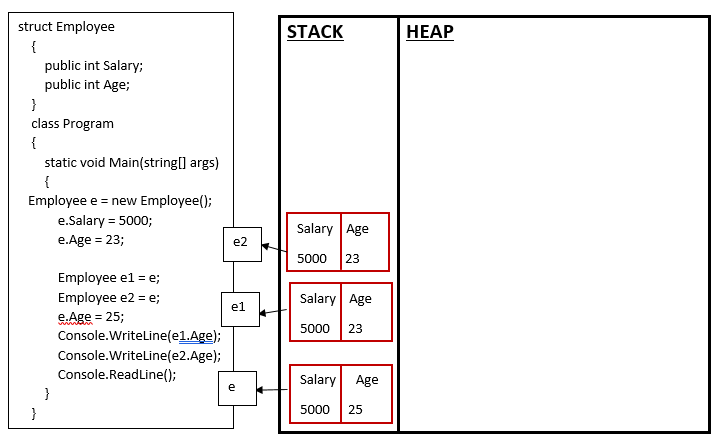 struct Employee
{
public int Salary;
public int Age;
}
class Program
{
static void Main(string[] args)
{
Employee e = new Employee();
e.Salary = 5000;
e.Age = 23;
Employee e1 = e;
Employee e2 = e;
e.Age = 25;
Console.WriteLine(e1.Age);
Console.WriteLine(e2.Age);
Console.ReadLine();
}
}
STACK
HEAP
e2
Salary Age
5000 23
e1
Salary Age
5000 23
e
Salary Age
5000 25